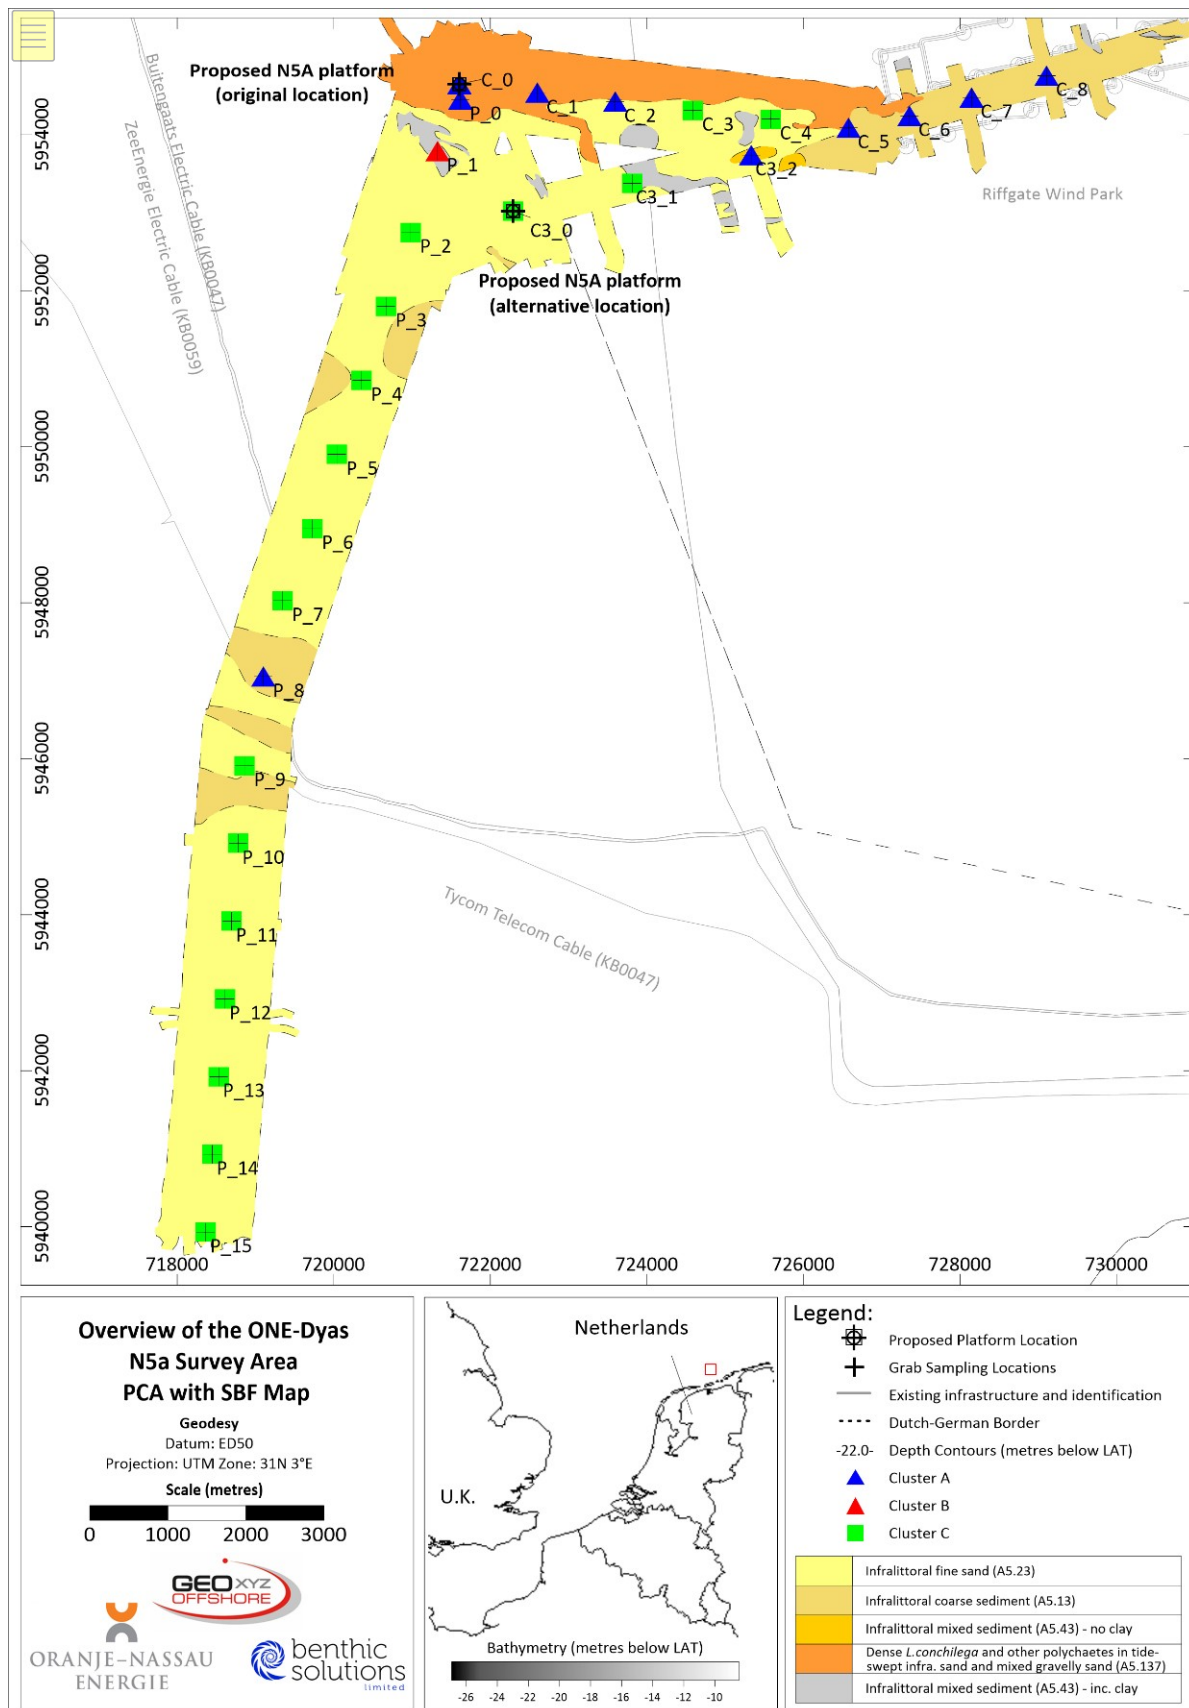 Proposed N5A platform
(original location)
Buitengaats Electric Cable (KB0047)
ZeeEnergie Electric Cable (KB0059)
C_0
P_0
C_1
C_2
C_3
C_4
C_5
C_6
C_7
C_8
P_1
C3_2
C3_1
C3_0
Riffgate Wind Park
Proposed N5A platform
(alternative location)
P_2
P_3
P_4
P_5
P_6
P_7
P_8
P_9
P_10
P_11
P_12
P_13
P_14
P_15
Tycom Telecom Cable (KB0047)
5954000
5952000
5950000
5948000
5946000
5944000
5942000
5940000
718000 720000 722000 724000 726000 728000 730000
Overview of the ONE-Dyas
N5a Survey Area
PCA with SBF Map
Geodesy
Datum: ED50
Projection: UTM Zone: 31N 3°E
Scale (metres)
0 1000 2000 3000
GEO XYZ
OFFSHORE
ORANJE-NASSAU
ENERGIE
benthic
solutions
limited
Netherlands
U.K.
Bathymetry (metres below LAT)
-26 -24 -22 -20 -18 -16 -14 -12 -10
Legend:
Proposed Platform Location
Grab Sampling Locations
Existing infrastructure and identification
Dutch-German Border
-22.0- Depth Contours (metres below LAT)
Cluster A
Cluster B
Cluster C
Infralittoral fine sand (A5.23)
Infralittoral coarse sediment (A5.13)
Infralittoral mixed sediment (A5.43) - no clay
Dense L.conchilega and other polychaetes in tide-
swept infra. sand and mixed gravelly sand (A5.137)
Infralittoral mixed sediment (A5.43) - inc. clay